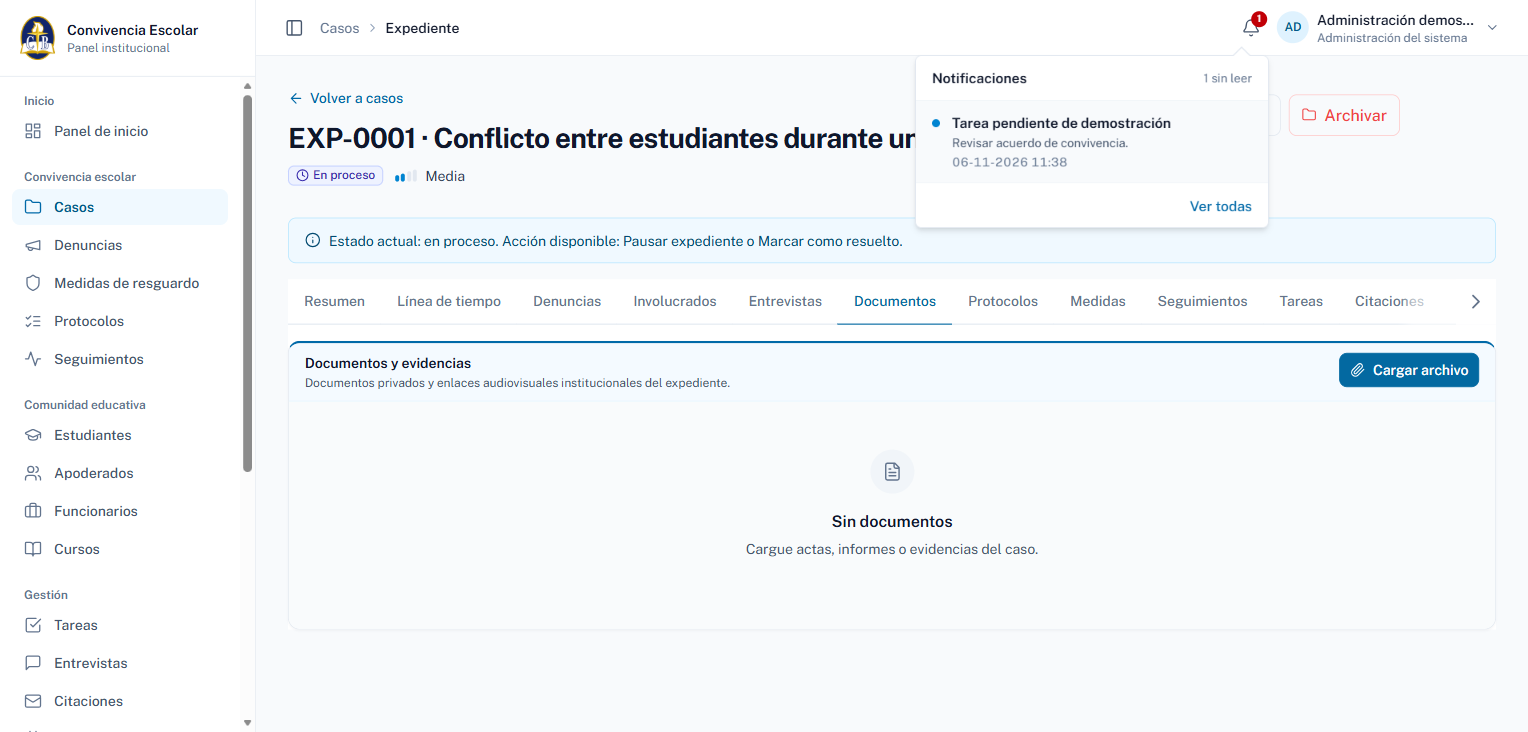 Convivencia Escolar
Panel institucional
Inicio
Panel de inicio
Convivencia escolar
Casos
Denuncias
Medidas de resguardo
Protocolos
Seguimientos
Comunidad educativa
Estudiantes
Apoderados
Funcionarios
Cursos
Gestión
Tareas
Entrevistas
Citaciones
Casos > Expediente
1
AD
Administración demos...
Administración del sistema
Notificaciones
1 sin leer
Tarea pendiente de demostración
Revisar acuerdo de convivencia.
06-11-2026 11:38
Ver todas
← Volver a casos
EXP-0001 · Conflicto entre estudiantes durante un
En proceso
Media
Archivar
Estado actual: en proceso. Acción disponible: Pausar expediente o Marcar como resuelto.
Resumen Línea de tiempo Denuncias Involucrados Entrevistas Documentos Protocolos Medidas Seguimientos Tareas Citaciones
Documentos y evidencias
Documentos privados y enlaces audiovisuales institucionales del expediente.
Cargar archivo
Sin documentos
Cargue actas, informes o evidencias del caso.